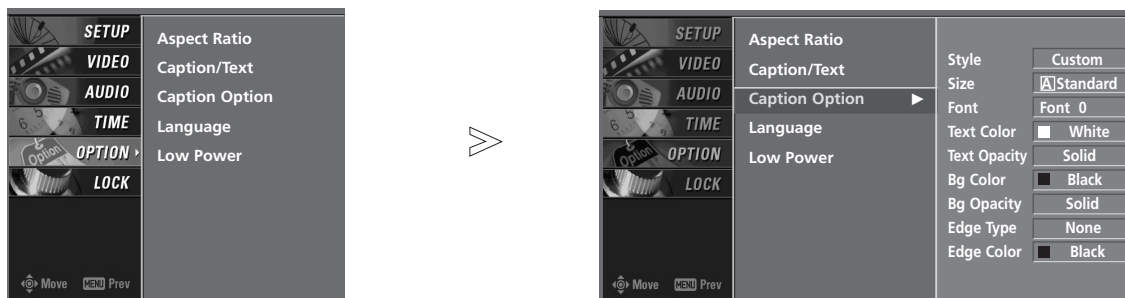 SETUP
VIDEO
AUDIO
TIME
OPTION
LOCK
Move MENU Prev
Aspect Ratio
Caption/Text
Caption Option
Language
Low Power
SETUP
VIDEO
AUDIO
TIME
OPTION
LOCK
Move MENU Prev
Aspect Ratio
Caption/Text
Caption Option
Language
Low Power
Style Custom
Size A Standard
Font Font 0
Text Color White
Text Opacity Solid
Bg Color Black
Bg Opacity Solid
Edge Type None
Edge Color Black